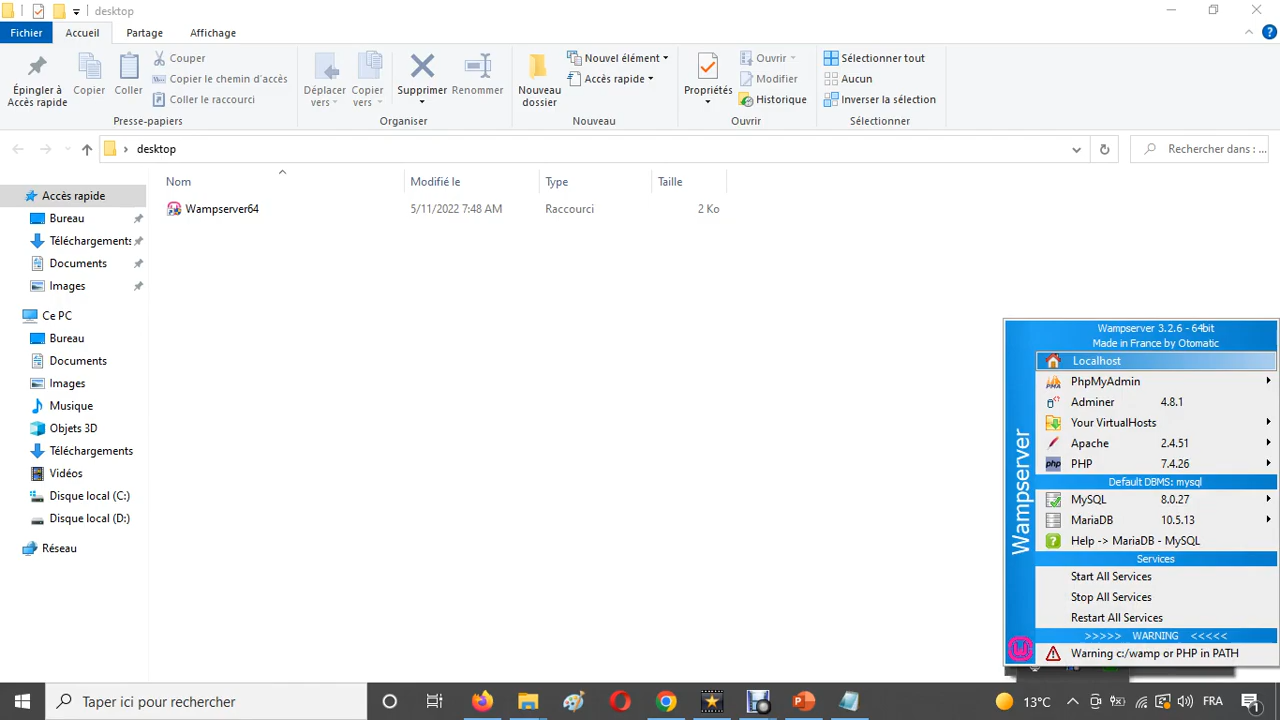 desktop
Fichier Accueil Partage Affichage
Épingler à Accès rapide
Copier
Coller
Couper
Copier le chemin d'accès
Coller le raccourci
Presse-papiers
Déplacer vers
Copier vers
Supprimer
Renommer
Organiser
Nouveau dossier
Nouvel élément
Accès rapide
Nouveau
Propriétés
Ouvrir
Modifier
Historique
Ouvrir
Sélectionner tout
Aucun
Inverser la sélection
Sélectionner
desktop
Rechercher dans : ...
Nom Modifié le Type Taille
Wampserver64 5/11/2022 7:48 AM Raccourci 2 Ko
Accès rapide
Bureau
Téléchargements
Documents
Images
Ce PC
Bureau
Documents
Images
Musique
Objets 3D
Téléchargements
Vidéos
Disque local (C:)
Disque local (D:)
Réseau
Wampserver 3.2.6 - 64bit
Made in France by Otomatic
Localhost
PhpMyAdmin
Adminer 4.8.1
Your VirtualHosts
Apache 2.4.51
php PHP 7.4.26
Default DBMS: mysql
MySQL 8.0.27
MariaDB 10.5.13
Help -> MariaDB - MySQL
Services
Start All Services
Stop All Services
Restart All Services
>>>>> WARNING <<<<<
Warning c:/wamp or PHP in PATH
Wampserver
Taper ici pour rechercher
13°C
FRA
1